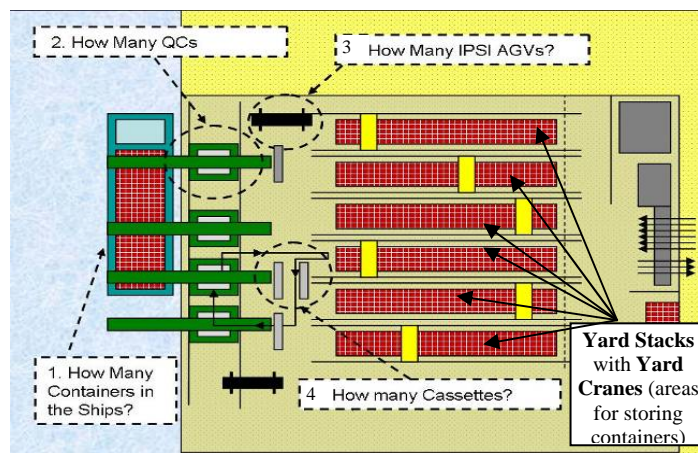 2. How Many QCs
3 How Many IPSI AGVs?
1. How Many
Containers in
the Ships?
4 How many Cassettes?
Yard Stacks
with Yard
Cranes (areas
for storing
containers)